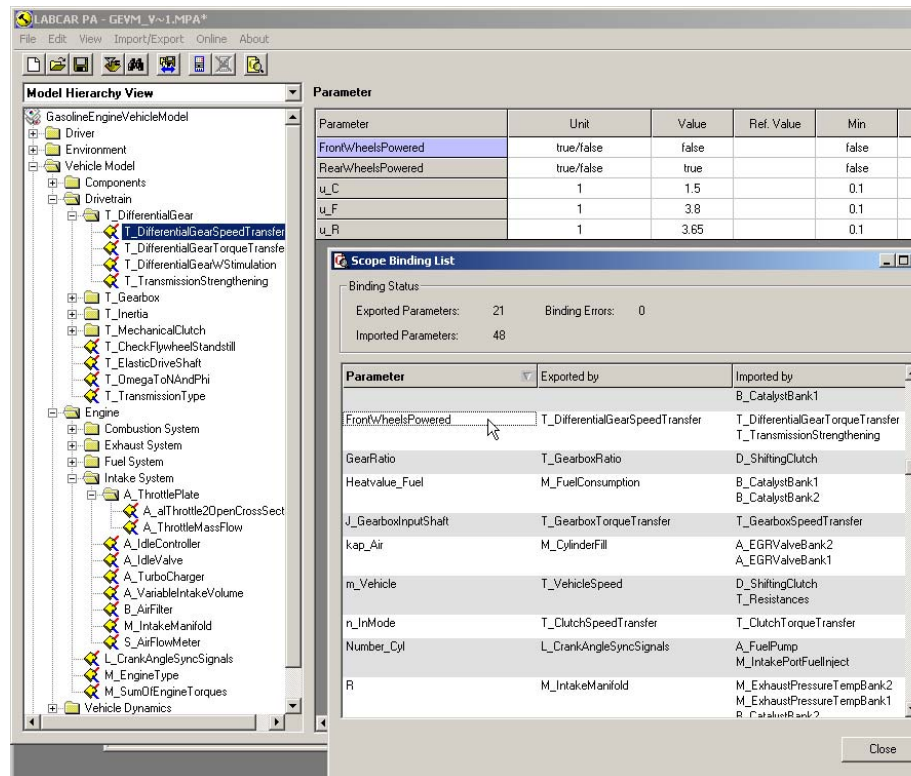 LABCAR PA - GEVM_V~1.MPA*
File Edit View Import/Export Online About
Model Hierarchy View
GasolineEngineVehicleModel
Driver
Environment
Vehicle Model
Components
Drivetrain
T_DifferentialGear
T_DifferentialGearSpeedTransfer
T_DifferentialGearTorqueTransfe
T_DifferentialGearWStimulation
T_TransmissionStrengthening
T_Gearbox
T_Inertia
T_MechanicalClutch
T_CheckFlywheelStandstill
T_ElasticDriveShaft
T_OmegaToNAndPhi
T_TransmissionType
Engine
Combustion System
Exhaust System
Fuel System
Intake System
A_ThrottlePlate
A_alThrottle2OpenCrossSect
A_ThrottleMassFlow
A_IdleController
A_IdleValve
A_TurboCharger
A_VariableIntakeVolume
B_AirFilter
M_IntakeManifold
S_AirFlowMeter
L_CrankAngleSyncSignals
M_EngineType
M_SumOfEngineTorques
Vehicle Dynamics
Parameter
Parameter Unit Value Ref. Value Min
FrontWheelsPowered true/false false false
RearWheelsPowered true/false true false
u_C 1 1.5 0.1
u_F 1 3.8 0.1
u_R 1 3.65 0.1
Scope Binding List
Binding Status
Exported Parameters: 21 Binding Errors: 0
Imported Parameters: 48
Parameter Exported by Imported by
B_CatalystBank1
FrontWheelsPowered T_DifferentialGearSpeedTransfer T_DifferentialGearTorqueTransfer
T_TransmissionStrengthening
GearRatio T_GearboxRatio D_ShiftingClutch
Heatvalue_Fuel M_FuelConsumption B_CatalystBank1
B_CatalystBank2
J_GearboxInputShaft T_GearboxTorqueTransfer T_GearboxSpeedTransfer
kap_Air M_CylinderFill A_EGRValveBank2
A_EGRValveBank1
m_Vehicle T_VehicleSpeed D_ShiftingClutch
T_Resistances
n_InMode T_ClutchSpeedTransfer T_ClutchTorqueTransfer
Number_Cyl L_CrankAngleSyncSignals A_FuelPump
M_IntakePortFuelInject
R M_IntakeManifold M_ExhaustPressureTempBank2
M_ExhaustPressureTempBank1
B_CatalystBank2
Close